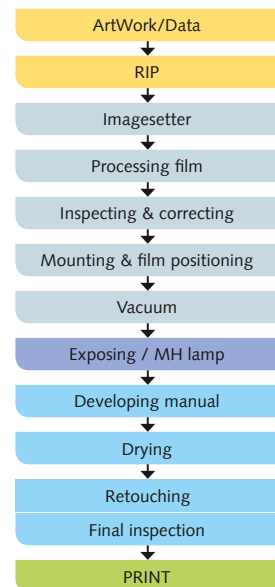 ArtWork/Data
RIP
Imagesetter
Processing film
Inspecting & correcting
Mounting & film positioning
Vacuum
Exposing / MH lamp
Developing manual
Drying
Retouching
Final inspection
PRINT